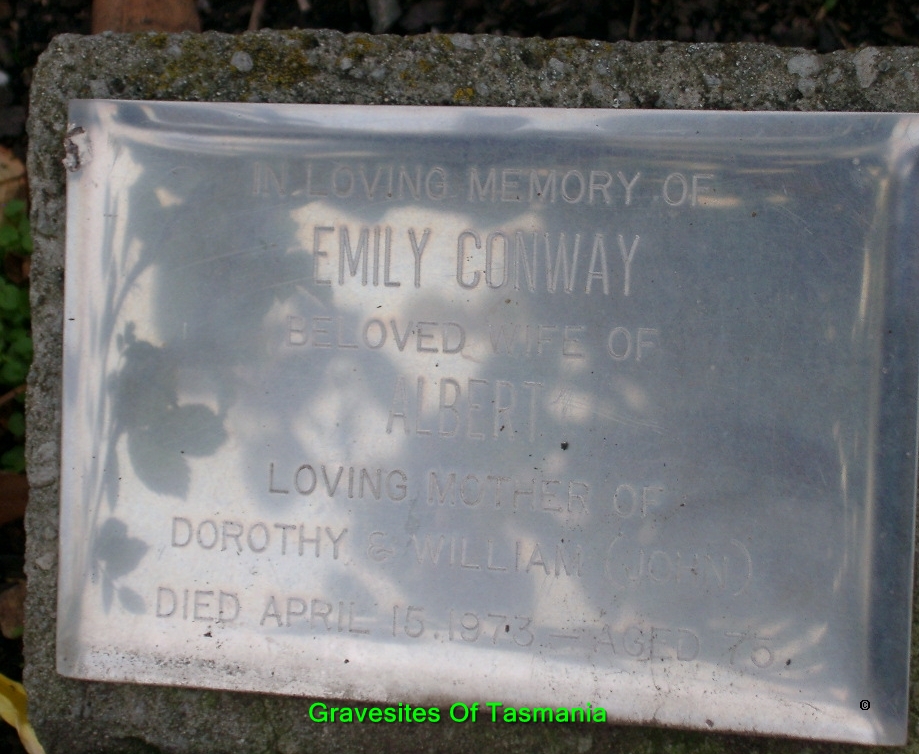 IN LOVING MEMORY OF
EMILY CONWAY
BELOVED WIFE OF
ALBERT
LOVING MOTHER OF
DOROTHY & WILLIAM (JOHN)
DIED APRIL 15.1973 — AGED 75.
Gravesites Of Tasmania ©